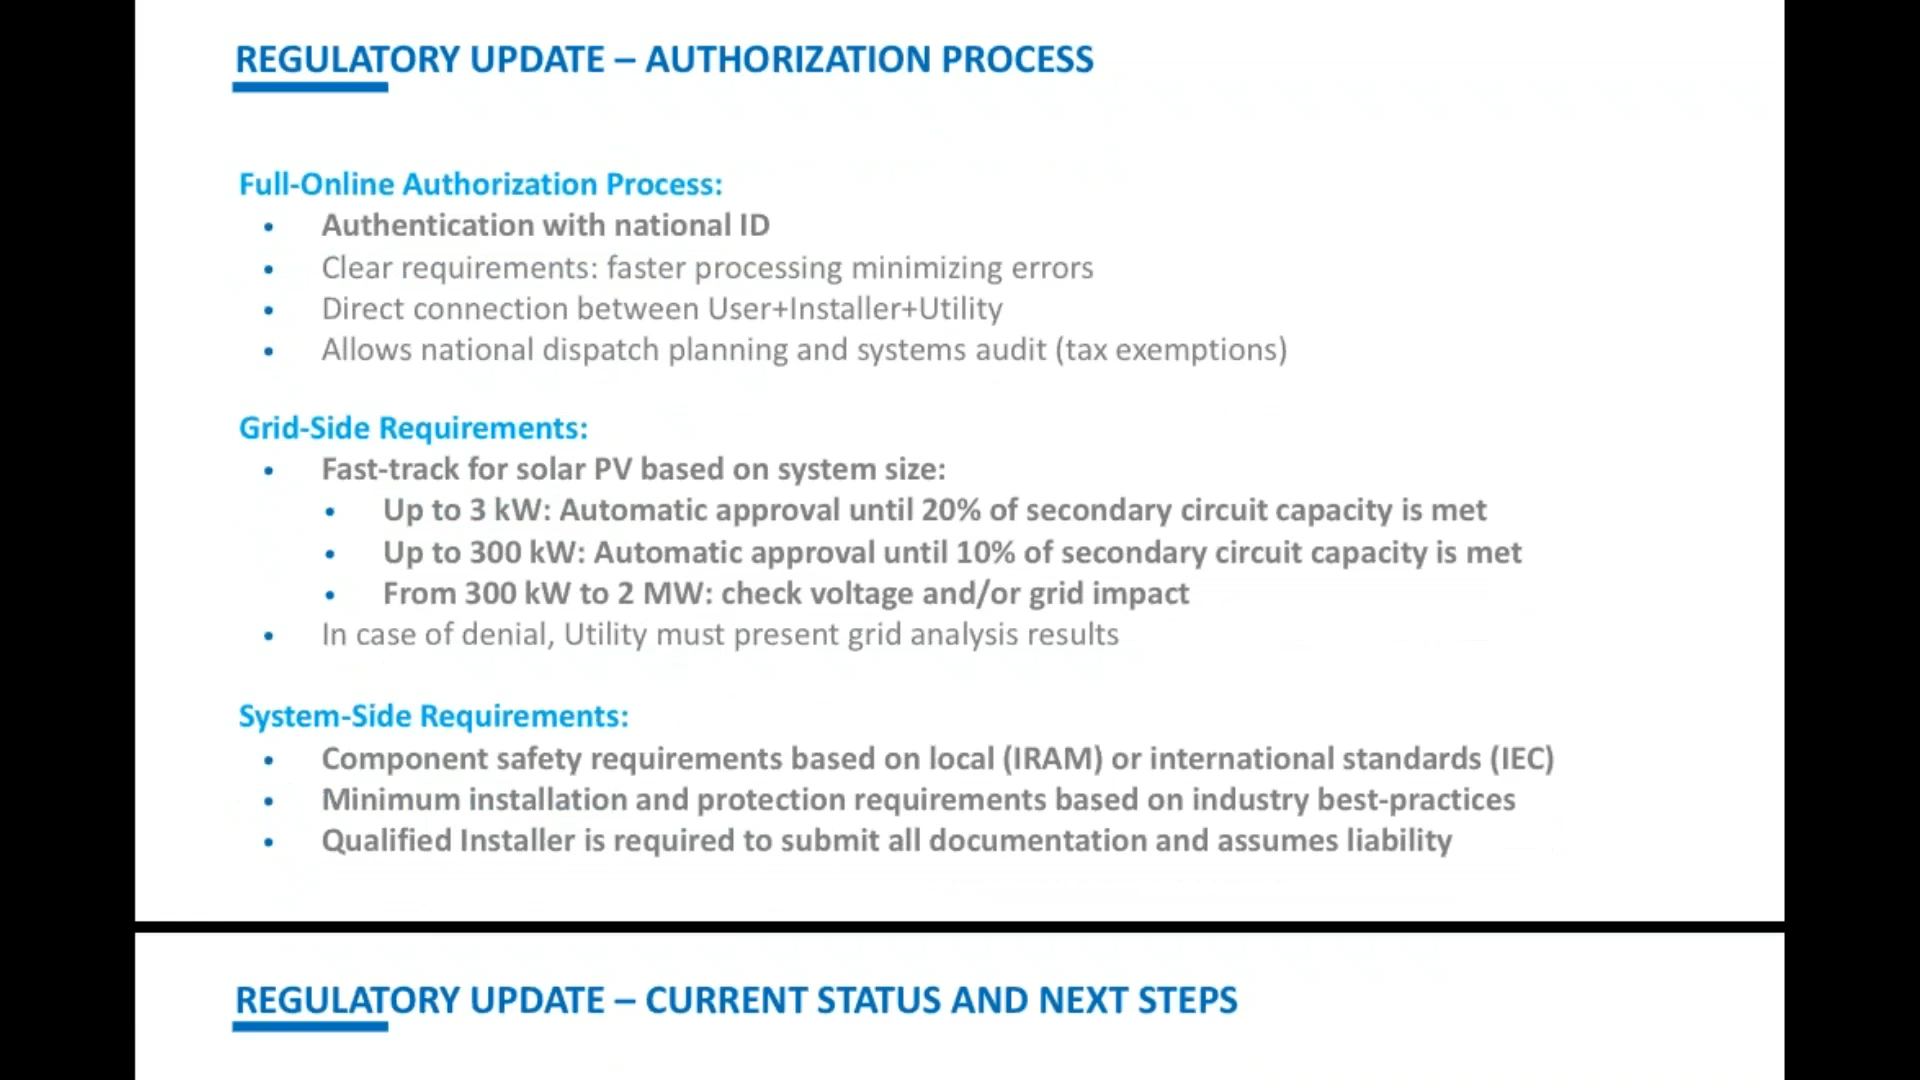 REGULATORY UPDATE – AUTHORIZATION PROCESS
Full-Online Authorization Process:
• Authentication with national ID
• Clear requirements: faster processing minimizing errors
• Direct connection between User+Installer+Utility
• Allows national dispatch planning and systems audit (tax exemptions)
Grid-Side Requirements:
• Fast-track for solar PV based on system size:
• Up to 3 kW: Automatic approval until 20% of secondary circuit capacity is met
• Up to 300 kW: Automatic approval until 10% of secondary circuit capacity is met
• From 300 kW to 2 MW: check voltage and/or grid impact
• In case of denial, Utility must present grid analysis results
System-Side Requirements:
• Component safety requirements based on local (IRAM) or international standards (IEC)
• Minimum installation and protection requirements based on industry best-practices
• Qualified Installer is required to submit all documentation and assumes liability
REGULATORY UPDATE – CURRENT STATUS AND NEXT STEPS